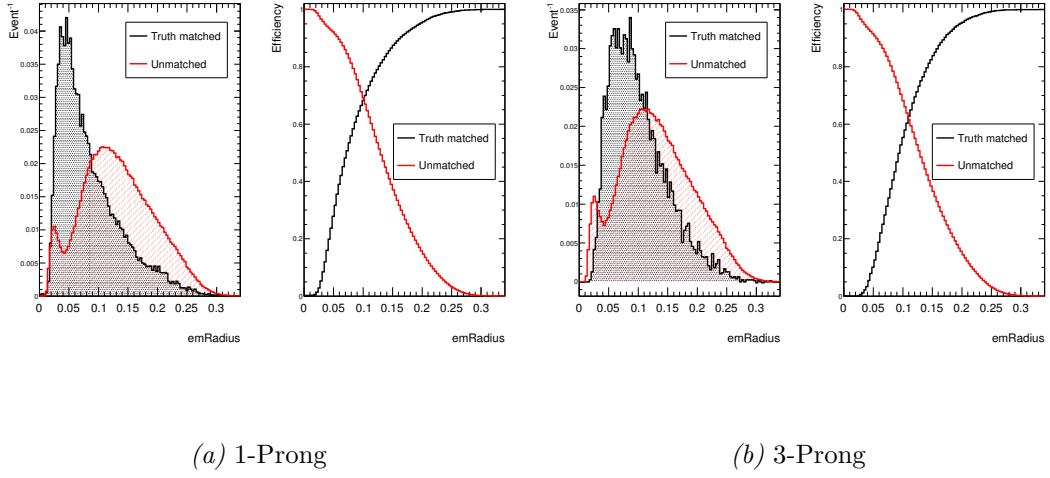 Event⁻¹
0.04
0.035
0.03
0.025
0.02
0.015
0.01
0.005
0
0 0.05 0.1 0.15 0.2 0.25 0.3
emRadius
Truth matched
Unmatched
Efficiency
1
0.8
0.6
0.4
0.2
0
0 0.05 0.1 0.15 0.2 0.25 0.3
emRadius
Truth matched
Unmatched
Event⁻¹
0.035
0.03
0.025
0.02
0.015
0.01
0.005
0
0 0.05 0.1 0.15 0.2 0.25 0.3
emRadius
Truth matched
Unmatched
Efficiency
1
0.8
0.6
0.4
0.2
0
0 0.05 0.1 0.15 0.2 0.25 0.3
emRadius
Truth matched
Unmatched
(a) 1-Prong
(b) 3-Prong